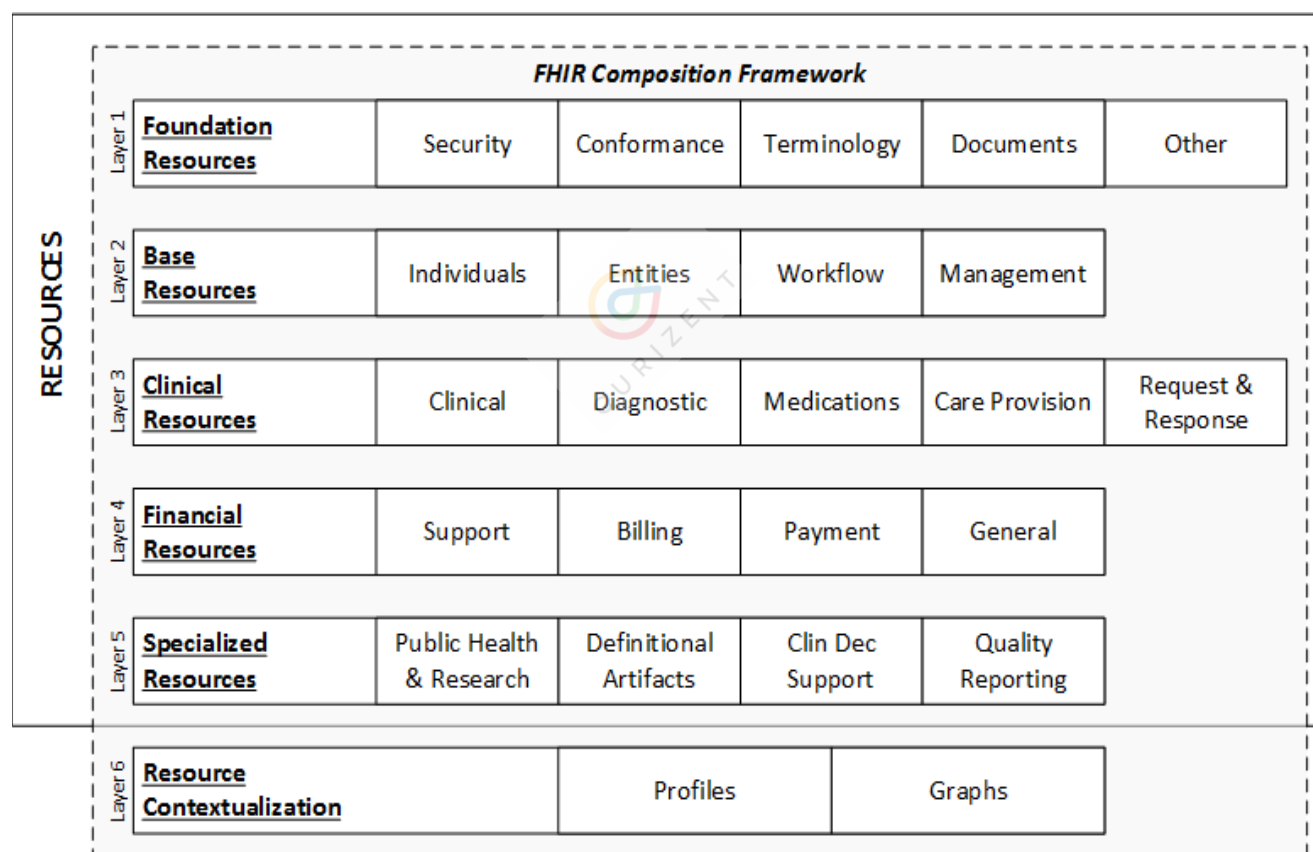 FHIR Composition Framework
RESOURCES
Layer 1
Foundation
Resources
Security
Conformance
Terminology
Documents
Other
Layer 2
Base
Resources
Individuals
Entities
Workflow
Management
Layer 3
Clinical
Resources
Clinical
Diagnostic
Medications
Care Provision
Request &
Response
Layer 4
Financial
Resources
Support
Billing
Payment
General
Layer 5
Specialized
Resources
Public Health
& Research
Definitional
Artifacts
Clin Dec
Support
Quality
Reporting
Layer 6
Resource
Contextualization
Profiles
Graphs